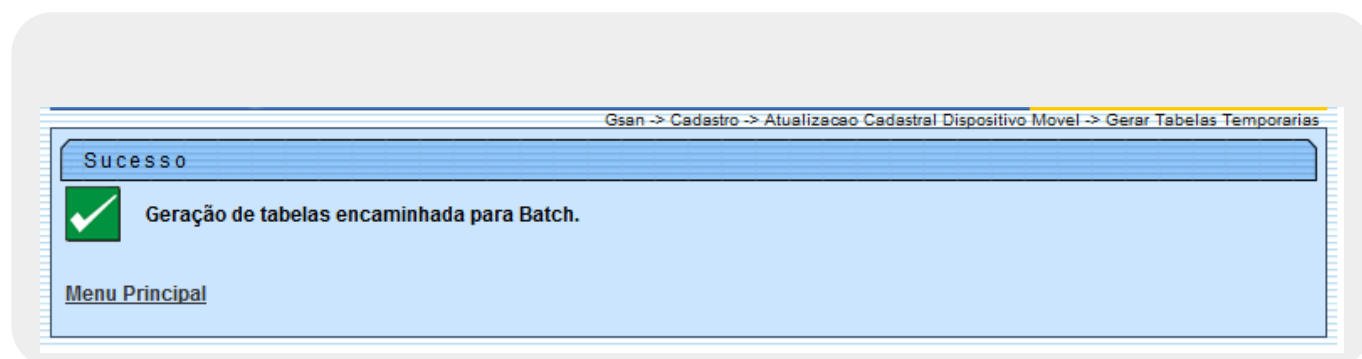 Gsan -> Cadastro -> Atualizacao Cadastral Dispositivo Movel -> Gerar Tabelas Temporarias
Sucesso
Geração de tabelas encaminhada para Batch.
Menu Principal